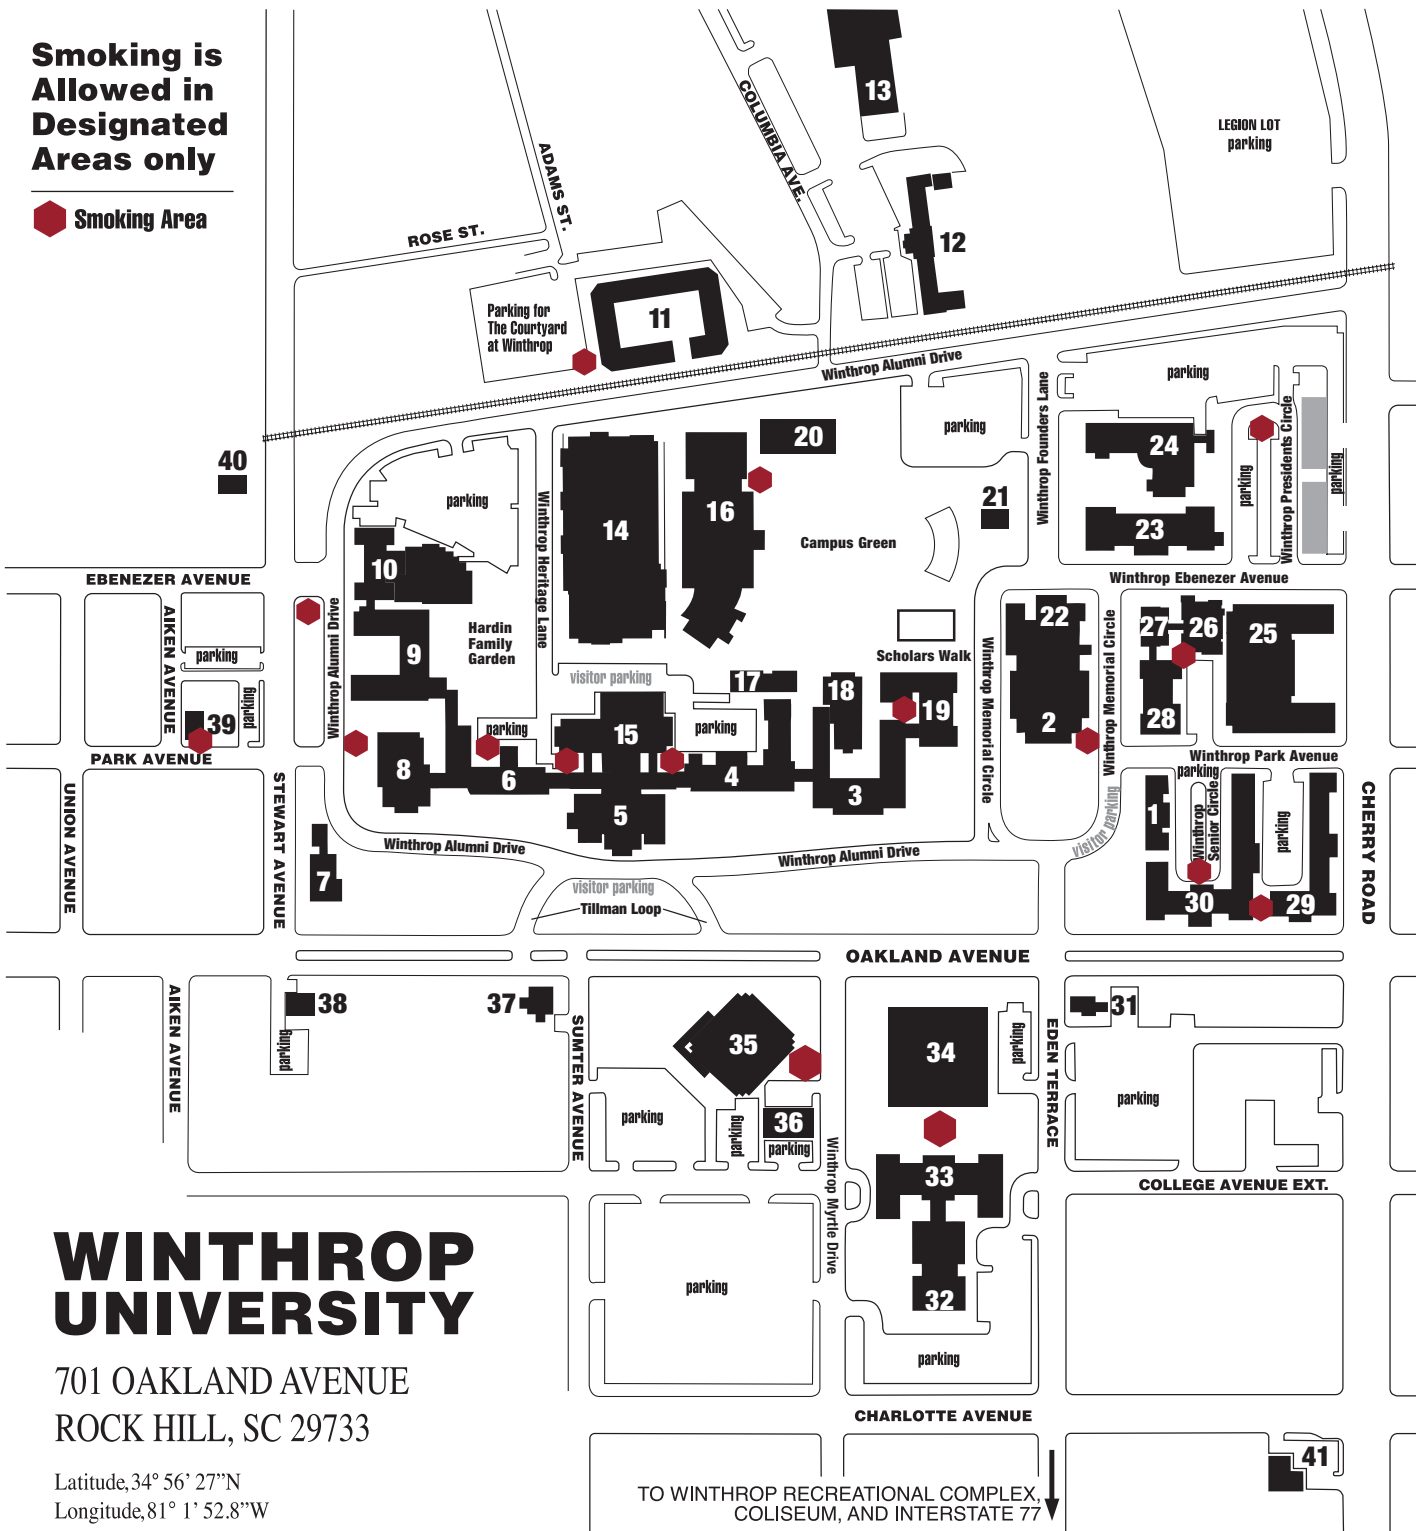 Smoking is
Allowed in
Designated
Areas only
Smoking Area
13
COLUMBIA AVE.
LEGION LOT
parking
ADAMS ST.
ROSE ST.
12
Parking for
The Courtyard
at Winthrop
11
Winthrop Alumni Drive
parking
Winthrop Founders Lane
Winthrop Presidents Circle
parking
20
24
parking
parking
40
parking
Winthrop Heritage Lane
14
16
21
23
Campus Green
10
EBENEZER AVENUE
Winthrop Ebenezer Avenue
AIKEN AVENUE
Winthrop Alumni Drive
Hardin
Family
Garden
9
22
27
26
25
Winthrop Memorial Circle
Winthrop Memorial Circle
parking
Scholars Walk
visitor parking
17
18
19
parking
39
parking
15
parking
2
28
PARK AVENUE
Winthrop Park Avenue
8
6
4
3
5
parking
UNION AVENUE
STEWART AVENUE
1
Winthrop
Senior Circle
parking
CHERRY ROAD
visitor parking
Winthrop Alumni Drive
Winthrop Alumni Drive
7
visitor parking
Tillman Loop
30
29
OAKLAND AVENUE
AIKEN AVENUE
38
37
31
parking
SUMTER AVENUE
35
34
parking
EDEN TERRACE
parking
parking
parking
36
parking
Winthrop Myrtle Drive
33
COLLEGE AVENUE EXT.
WINTHROP
UNIVERSITY
parking
32
701 OAKLAND AVENUE
ROCK HILL, SC 29733
parking
CHARLOTTE AVENUE
41
Latitude,34° 56’ 27”N
Longitude,81° 1’ 52.8”W
TO WINTHROP RECREATIONAL COMPLEX,
COLISEUM, AND INTERSTATE 77